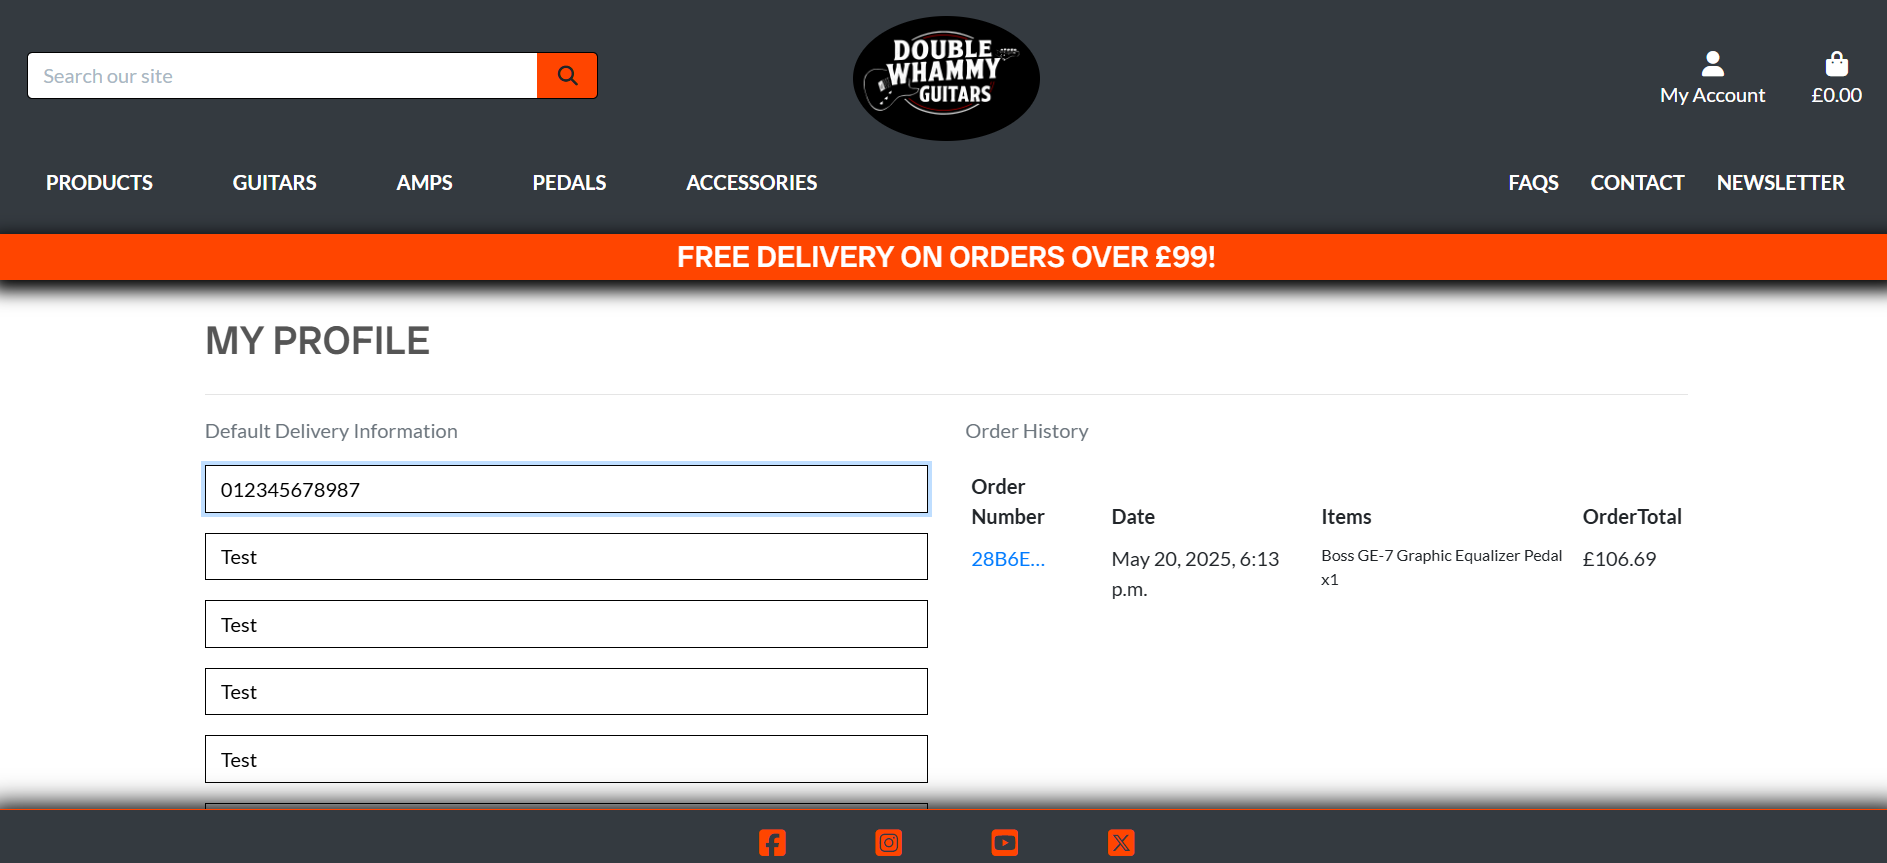 Search our site
DOUBLE
WHAMMY
GUITARS
My Account
£0.00
PRODUCTS
GUITARS
AMPS
PEDALS
ACCESSORIES
FAQS
CONTACT
NEWSLETTER
FREE DELIVERY ON ORDERS OVER £99!
MY PROFILE
Default Delivery Information
012345678987
Test
Test
Test
Test
Order History
Order
Number Date Items OrderTotal
28B6E... May 20, 2025, 6:13 Boss GE-7 Graphic Equalizer Pedal £106.69
p.m. x1